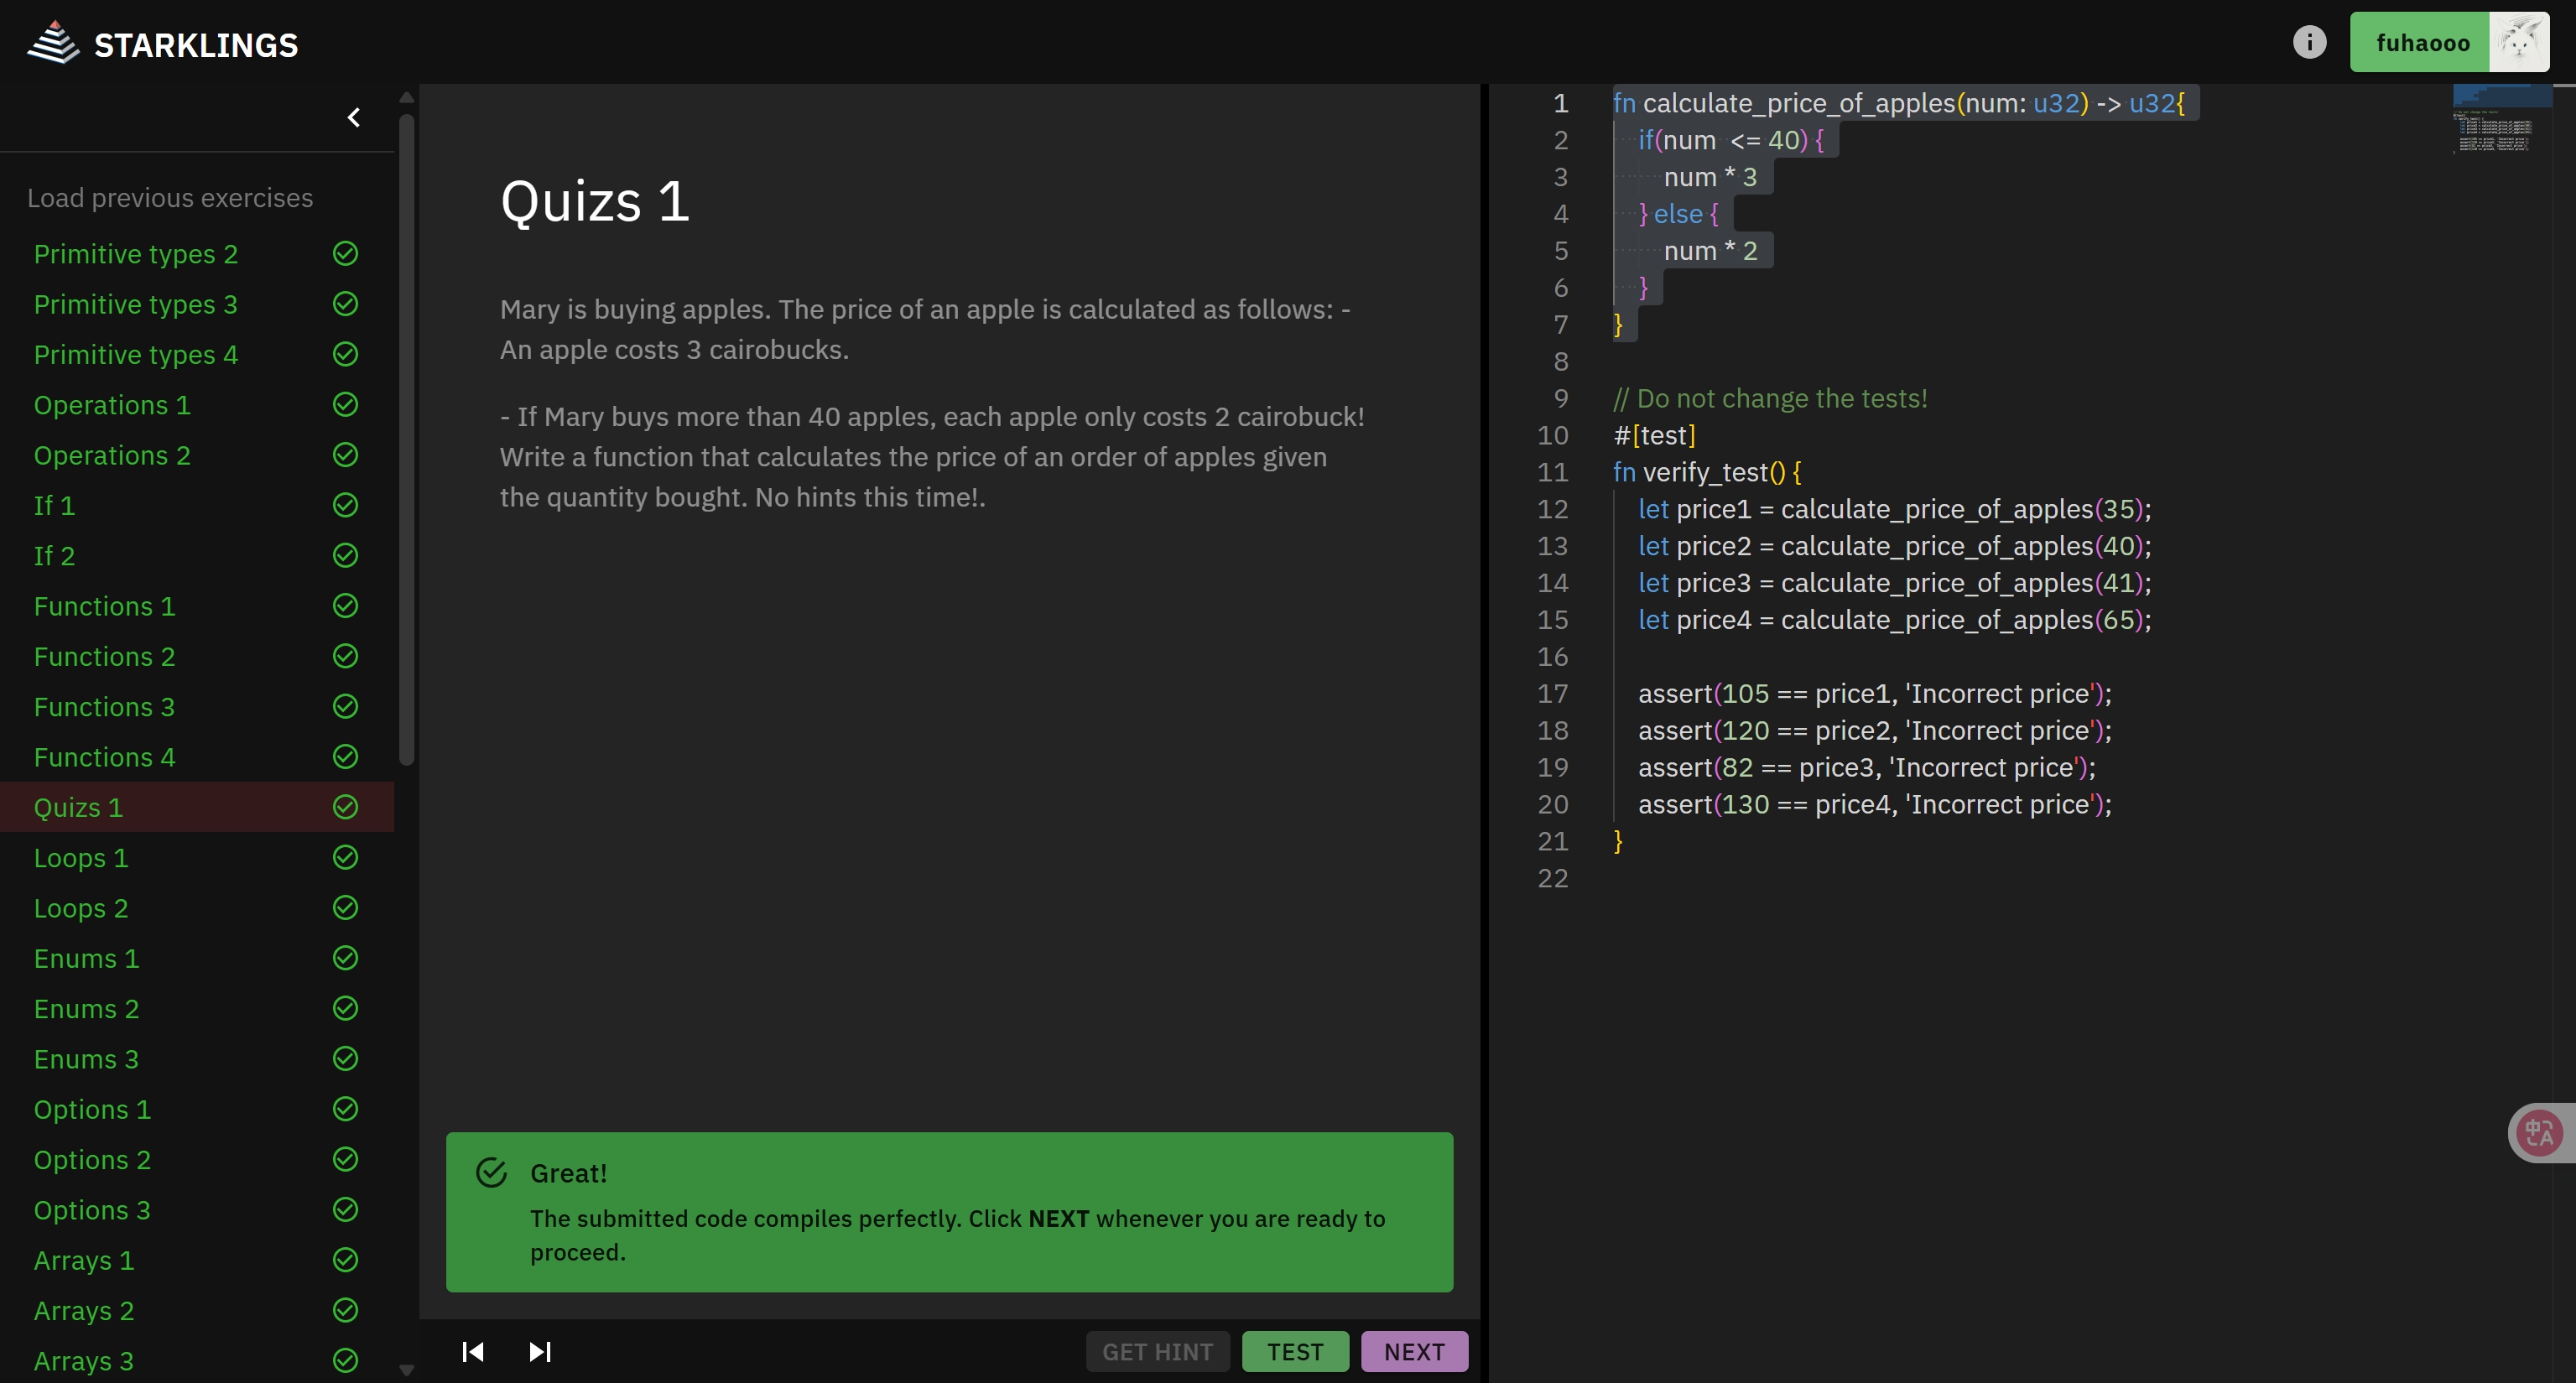 STARKLINGS
fuhaooo
Load previous exercises
Primitive types 2
Primitive types 3
Primitive types 4
Operations 1
Operations 2
If 1
If 2
Functions 1
Functions 2
Functions 3
Functions 4
Quizs 1
Loops 1
Loops 2
Enums 1
Enums 2
Enums 3
Options 1
Options 2
Options 3
Arrays 1
Arrays 2
Arrays 3
Quizs 1
Mary is buying apples. The price of an apple is calculated as follows: -
An apple costs 3 cairobucks.
- If Mary buys more than 40 apples, each apple only costs 2 cairobuck!
Write a function that calculates the price of an order of apples given
the quantity bought. No hints this time!.
Great!
The submitted code compiles perfectly. Click NEXT whenever you are ready to
proceed.
GET HINT
TEST
NEXT
1 fn calculate_price_of_apples(num: u32) -> u32{
2 if(num <= 40) {
3 num * 3
4 } else {
5 num * 2
6 }
7 }
8
9 // Do not change the tests!
10 #[test]
11 fn verify_test() {
12 let price1 = calculate_price_of_apples(35);
13 let price2 = calculate_price_of_apples(40);
14 let price3 = calculate_price_of_apples(41);
15 let price4 = calculate_price_of_apples(65);
16
17 assert(105 == price1, 'Incorrect price');
18 assert(120 == price2, 'Incorrect price');
19 assert(82 == price3, 'Incorrect price');
20 assert(130 == price4, 'Incorrect price');
21 }
22
中A